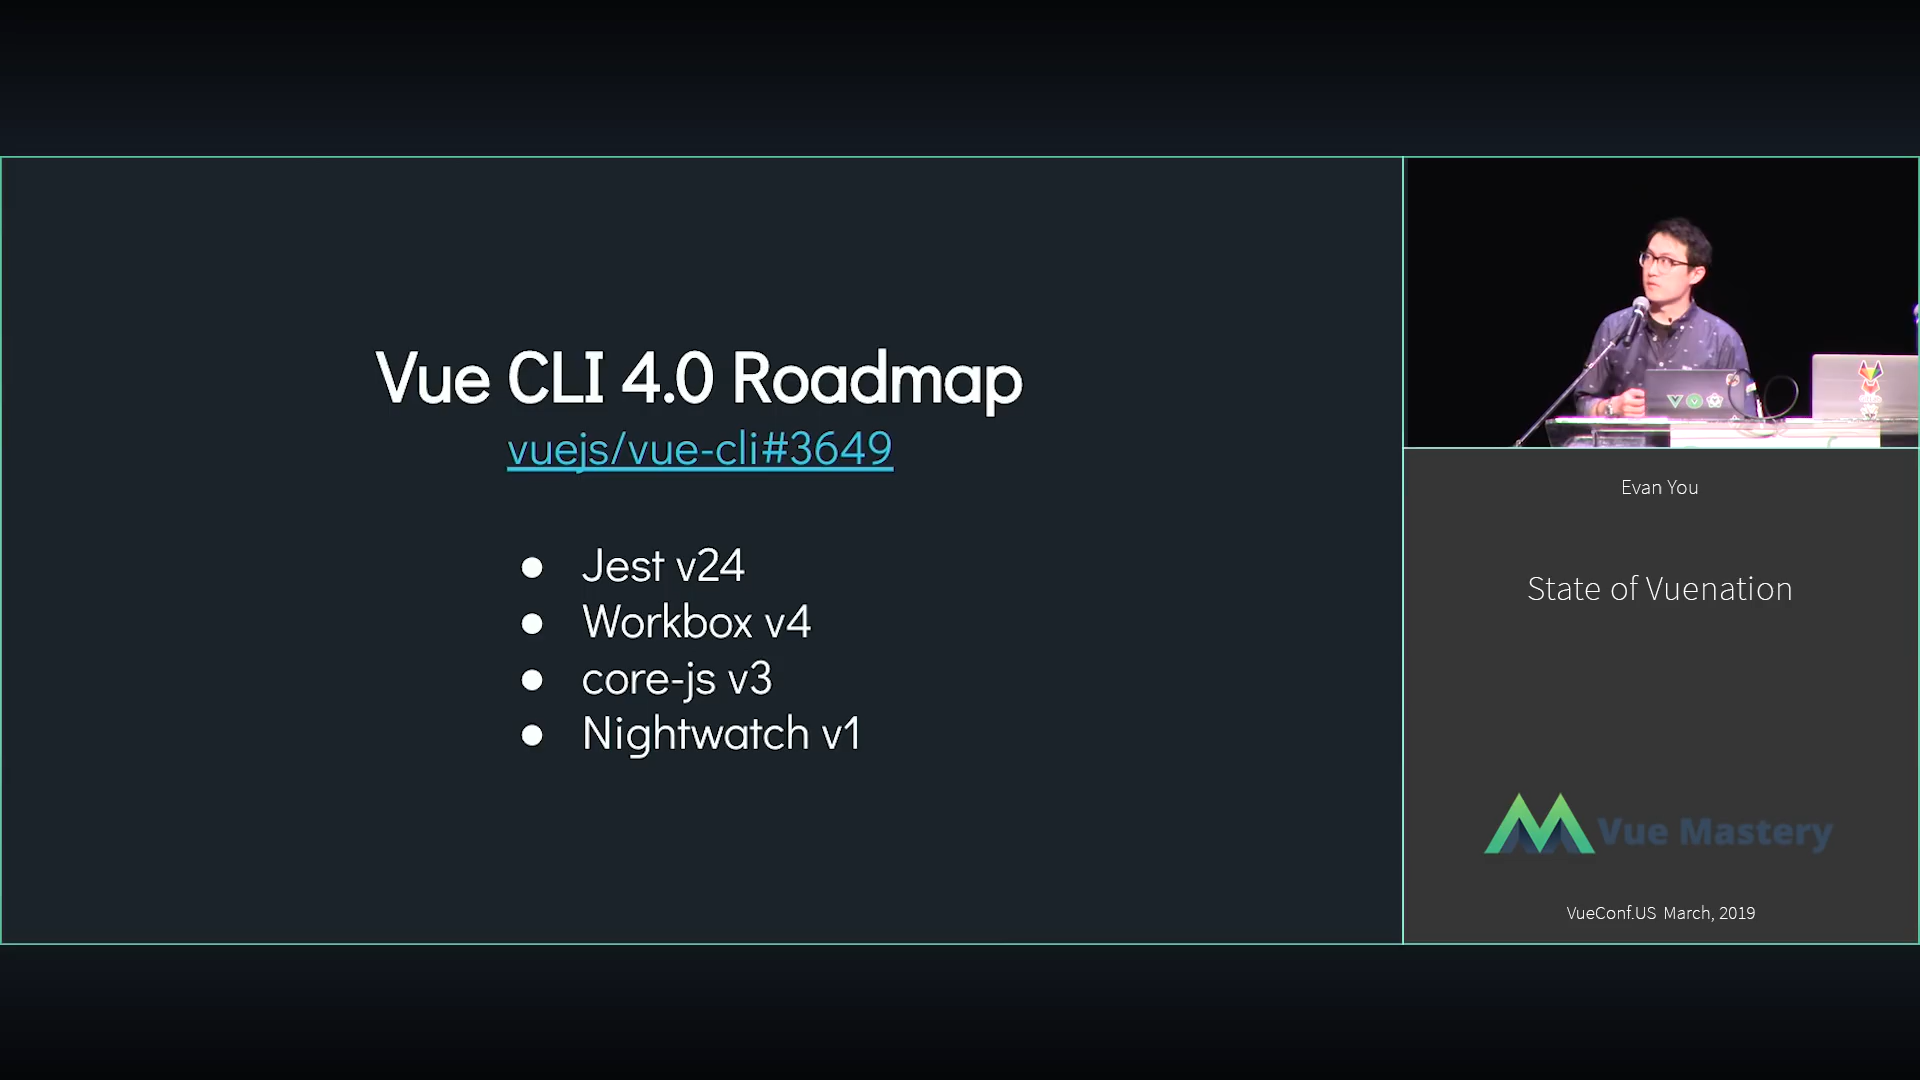 Vue CLI 4.0 Roadmap
vuejs/vue-cli#3649
● Jest v24
● Workbox v4
● core-js v3
● Nightwatch v1
Evan You
State of Vuenation
Vue Mastery
VueConf.US March, 2019